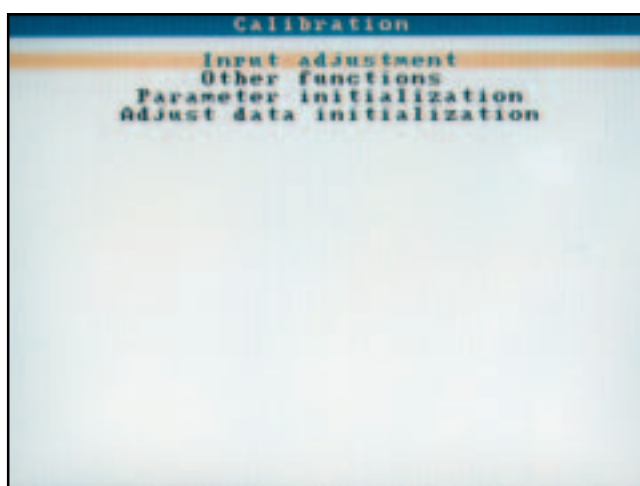 Calibration
Input adjustment
Other functions
Parameter initialization
Adjust data initialization